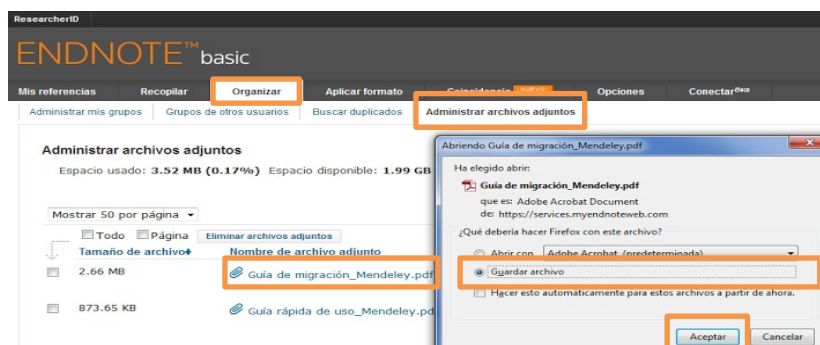 ResearcherID
ENDNOTE™ basic
Mis referencias Recopilar Organizar Aplicar formato Coincidencia Opciones Conectar Beta
Administrar mis grupos Grupos de otros usuarios Buscar duplicados Administrar archivos adjuntos
Administrar archivos adjuntos
Espacio usado: 3.52 MB (0.17%) Espacio disponible: 1.99 GB
Mostrar 50 por página
Todo Página Eliminar archivos adjuntos
Tamaño de archivo Nombre de archivo adjunto
2.66 MB Guía de migración_Mendeley.pdf
873.65 KB Guía rápida de uso_Mendeley.pd
Abriendo Guía de migración_Mendeley.pdf
Ha elegido abrir:
Guía de migración_Mendeley.pdf
que es: Adobe Acrobat Document
de: https://services.myendnoteweb.com
¿Qué debería hacer Firefox con este archivo?
Abrir con Adobe Acrobat (predeterminada)
Guardar archivo
Hacer esto automáticamente para estos archivos a partir de ahora.
Aceptar Cancelar